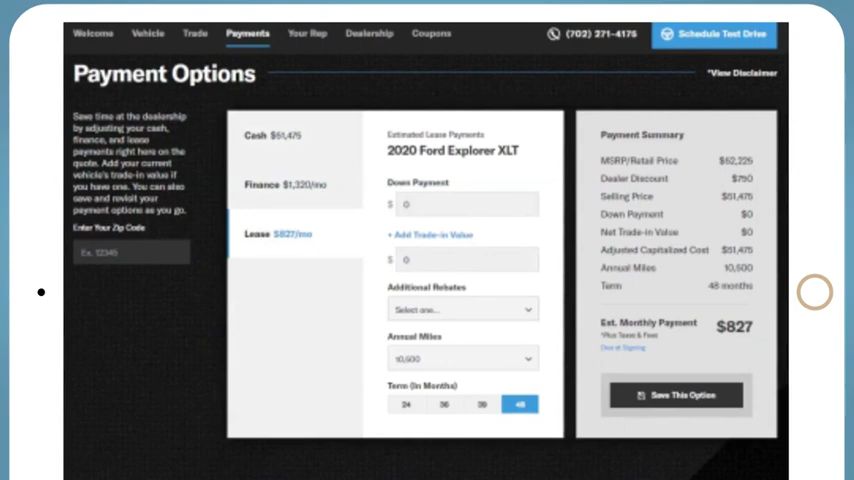 Welcome Vehicle Trade Payments Your Rep Dealership Coupons (702) 271-4175 Schedule Test Drive
Payment Options
*View Disclaimer
Save time at the dealership
by adjusting your cash,
finance, and lease
payments right here on the
quote. Add your current
vehicle's trade-in value if
you have one. You can also
save and revisit your
payment options as you go.
Enter Your Zip Code
Ex. 12345
Cash $51,475
Finance $1,320/mo
Lease $827/mo
Estimated Lease Payments
2020 Ford Explorer XLT
Down Payment
$ 0
+ Add Trade-in Value
$ 0
Additional Rebates
Select one...
Annual Miles
10,500
Term (In Months)
24 36 39 48
Payment Summary
MSRP/Retail Price $52,225
Dealer Discount $750
Selling Price $51,475
Down Payment $0
Net Trade-in Value $0
Adjusted Capitalized Cost $51,475
Annual Miles 10,500
Term 48 months
Est. Monthly Payment $827
*Plus Taxes & Fees
Due at Signing
Save This Option